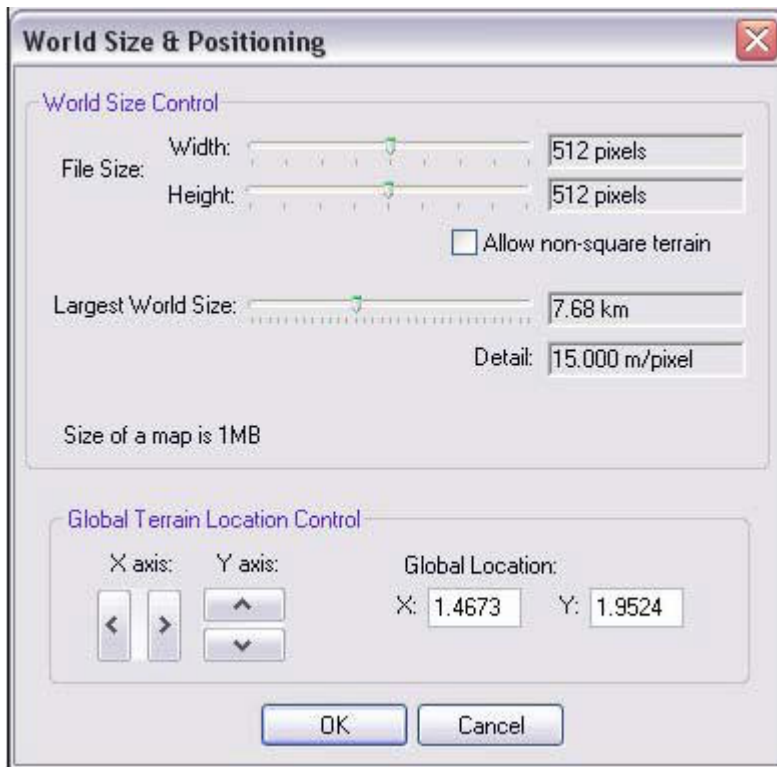 World Size & Positioning
World Size Control
File Size:
Width: 512 pixels
Height: 512 pixels
Allow non-square terrain
Largest World Size: 7.68 km
Detail: 15.000 m/pixel
Size of a map is 1MB
Global Terrain Location Control
X axis: Y axis: Global Location:
X: 1.4673 Y: 1.9524
OK Cancel